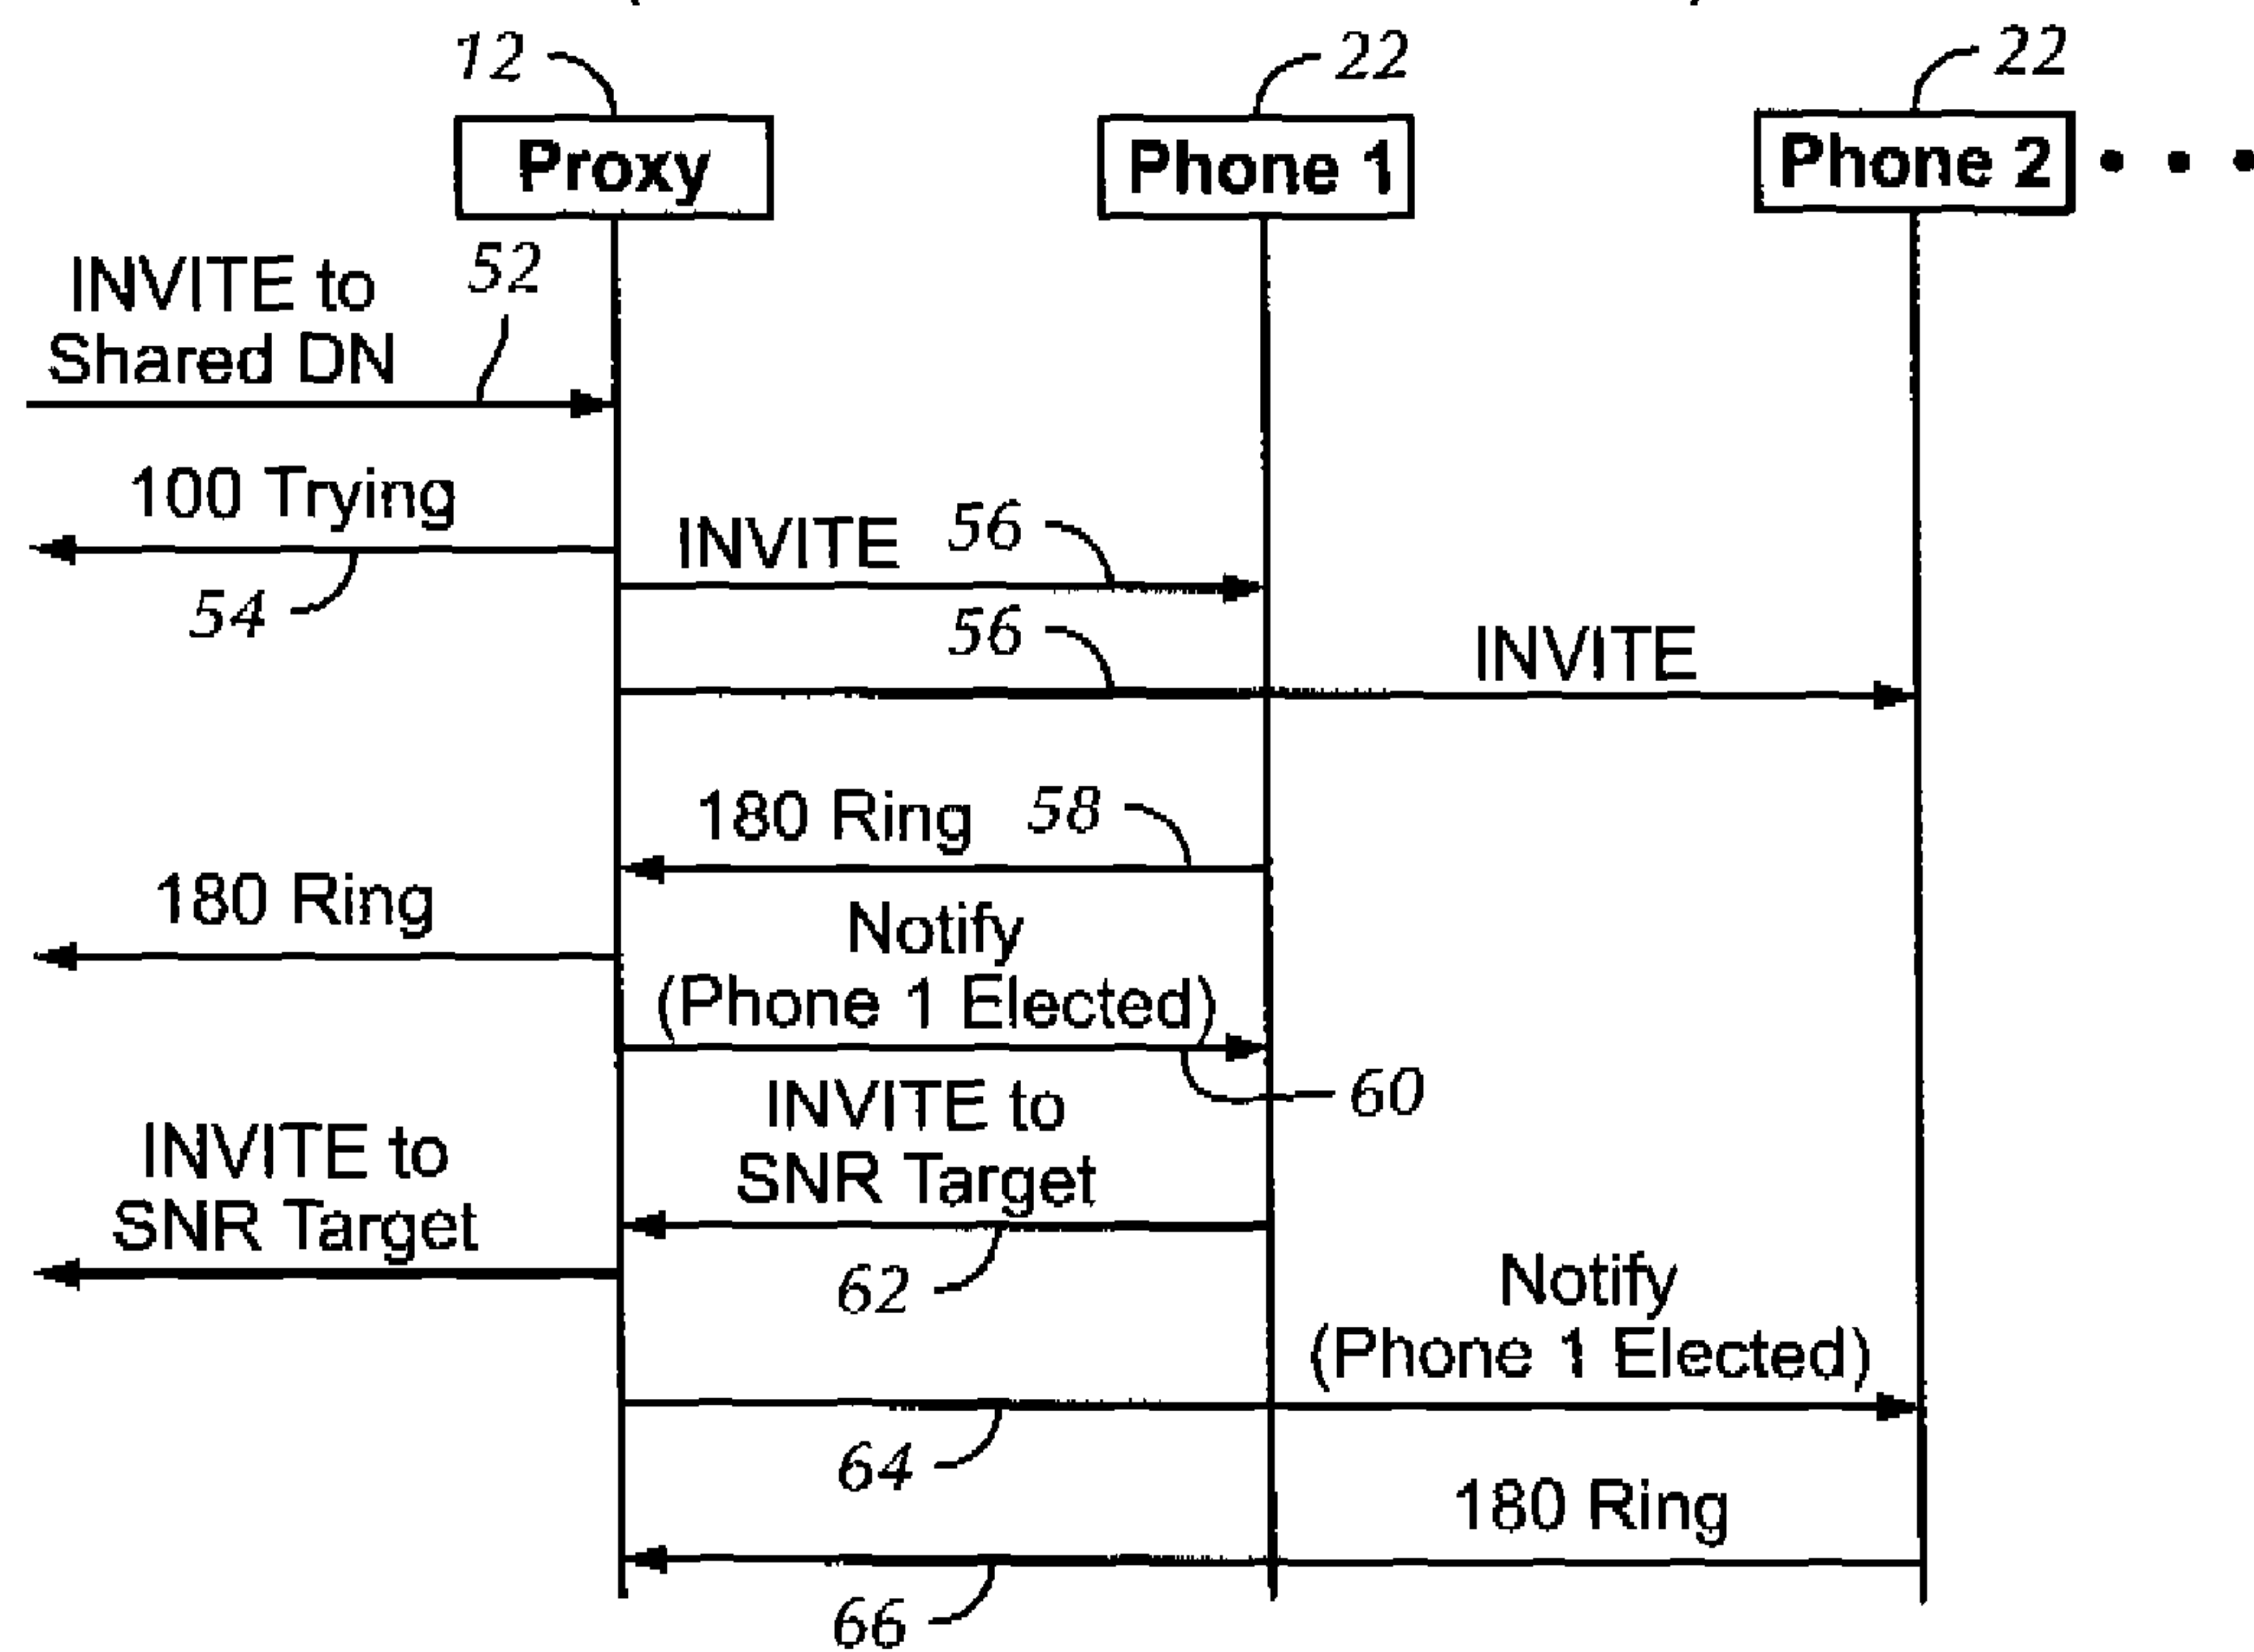 12
22
22
Proxy
Phone 1
Phone 2
52
INVITE to
Shared DN
100 Trying
54
INVITE
56
56
INVITE
180 Ring
58
180 Ring
Notify
(Phone 1 Elected)
60
INVITE to
SNR Target
INVITE to
SNR Target
62
Notify
(Phone 1 Elected)
64
180 Ring
66